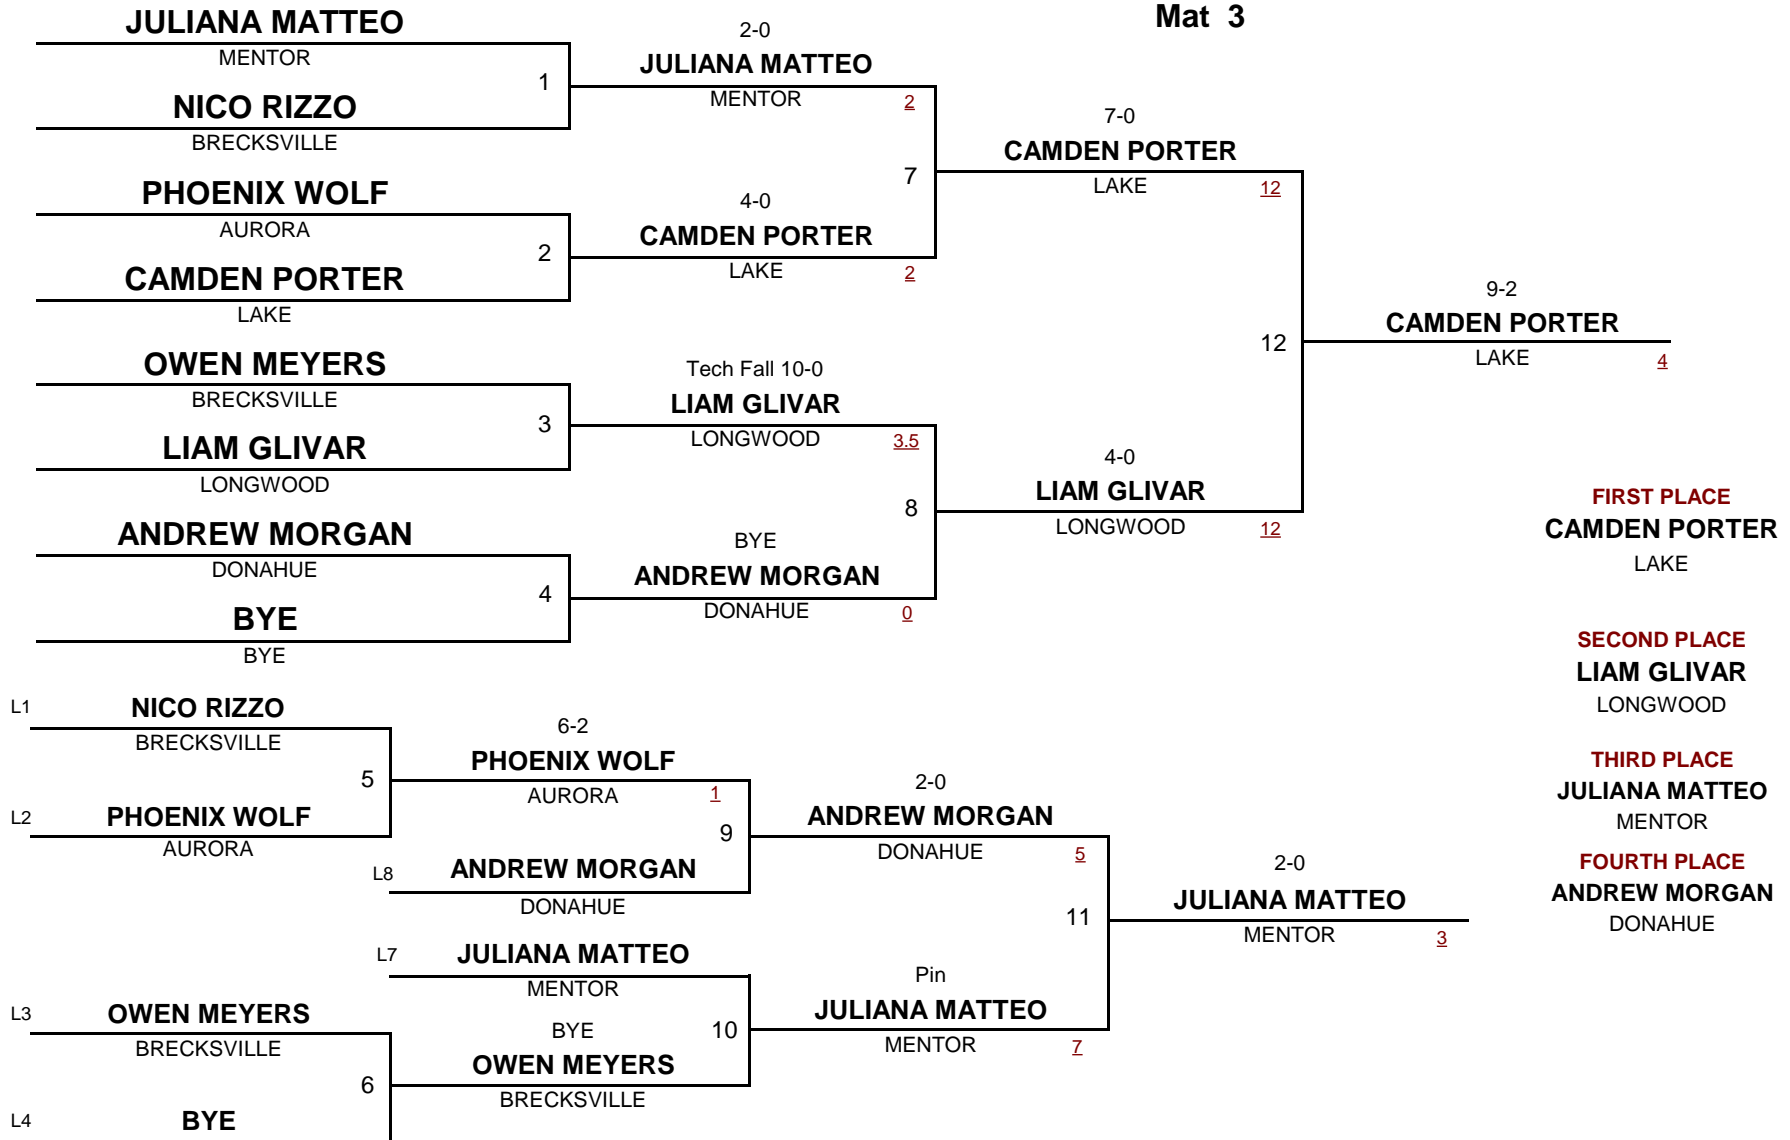 Mat 3
JULIANA MATTEO
MENTOR
1
NICO RIZZO
BRECKSVILLE
PHOENIX WOLF
AURORA
2
CAMDEN PORTER
LAKE
OWEN MEYERS
BRECKSVILLE
3
LIAM GLIVAR
LONGWOOD
ANDREW MORGAN
DONAHUE
4
BYE
BYE
2-0
JULIANA MATTEO
MENTOR 2
7
4-0
CAMDEN PORTER
LAKE 2
Tech Fall 10-0
LIAM GLIVAR
LONGWOOD 3.5
8
BYE
ANDREW MORGAN
DONAHUE 0
7-0
CAMDEN PORTER
LAKE 12
12
4-0
LIAM GLIVAR
LONGWOOD 12
9-2
CAMDEN PORTER
LAKE 4
FIRST PLACE
CAMDEN PORTER
LAKE
SECOND PLACE
LIAM GLIVAR
LONGWOOD
THIRD PLACE
JULIANA MATTEO
MENTOR
FOURTH PLACE
ANDREW MORGAN
DONAHUE
L1 NICO RIZZO
BRECKSVILLE
5
L2 PHOENIX WOLF
AURORA
6-2
PHOENIX WOLF
AURORA 1
9
L8 ANDREW MORGAN
DONAHUE
L7 JULIANA MATTEO
MENTOR
L3 OWEN MEYERS
BRECKSVILLE
6
L4 BYE
BYE
10
OWEN MEYERS
BRECKSVILLE
2-0
ANDREW MORGAN
DONAHUE 5
11
Pin
JULIANA MATTEO
MENTOR 7
2-0
JULIANA MATTEO
MENTOR 3